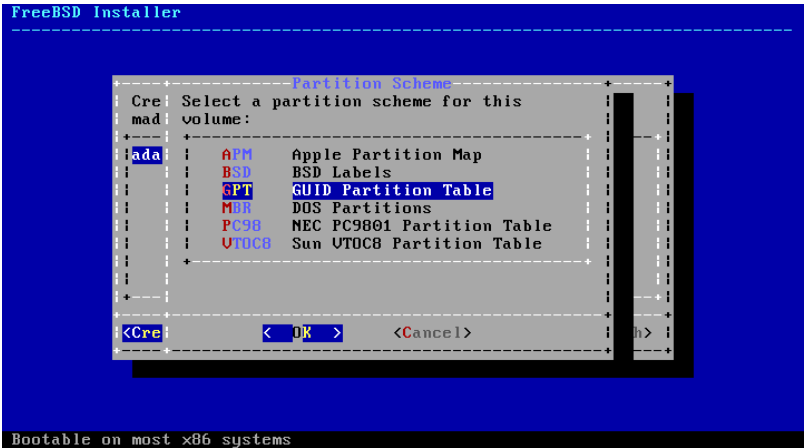 FreeBSD Installer
Partition Scheme
Cre Select a partition scheme for this
mad volume:
ada APM Apple Partition Map
BSD BSD Labels
GPT GUID Partition Table
MBR DOS Partitions
PC98 NEC PC9801 Partition Table
VTOC8 Sun VTOC8 Partition Table
<Cre < OK > <Cancel> h>
Bootable on most x86 systems